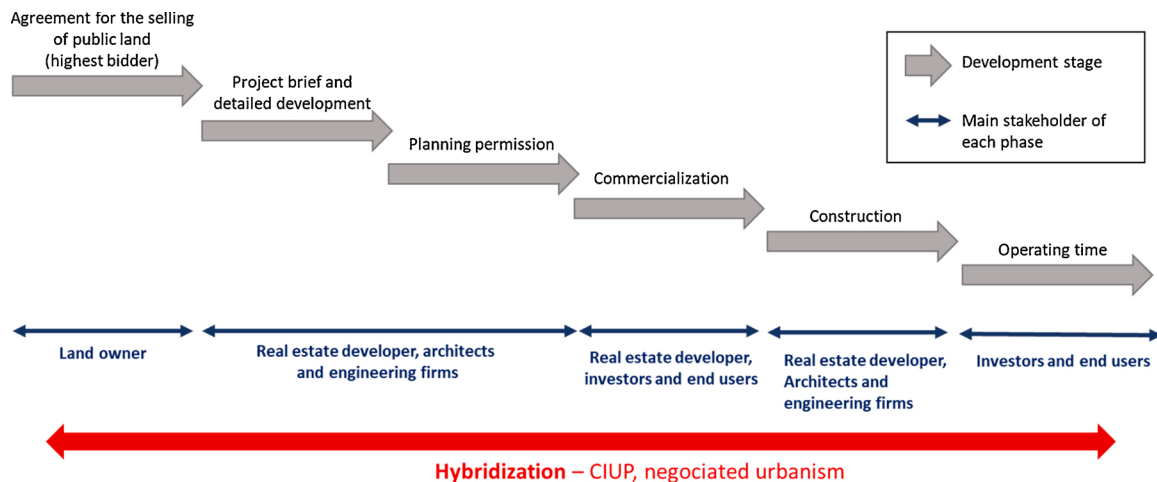 Agreement for the selling
of public land
(highest bidder)
Project brief and
detailed development
Planning permission
Commercialization
Construction
Operating time
Development stage
Main stakeholder of
each phase
Land owner
Real estate developer, architects
and engineering firms
Real estate developer,
investors and end users
Real estate developer,
Architects and
engineering firms
Investors and end users
Hybridization – CIUP, negociated urbanism